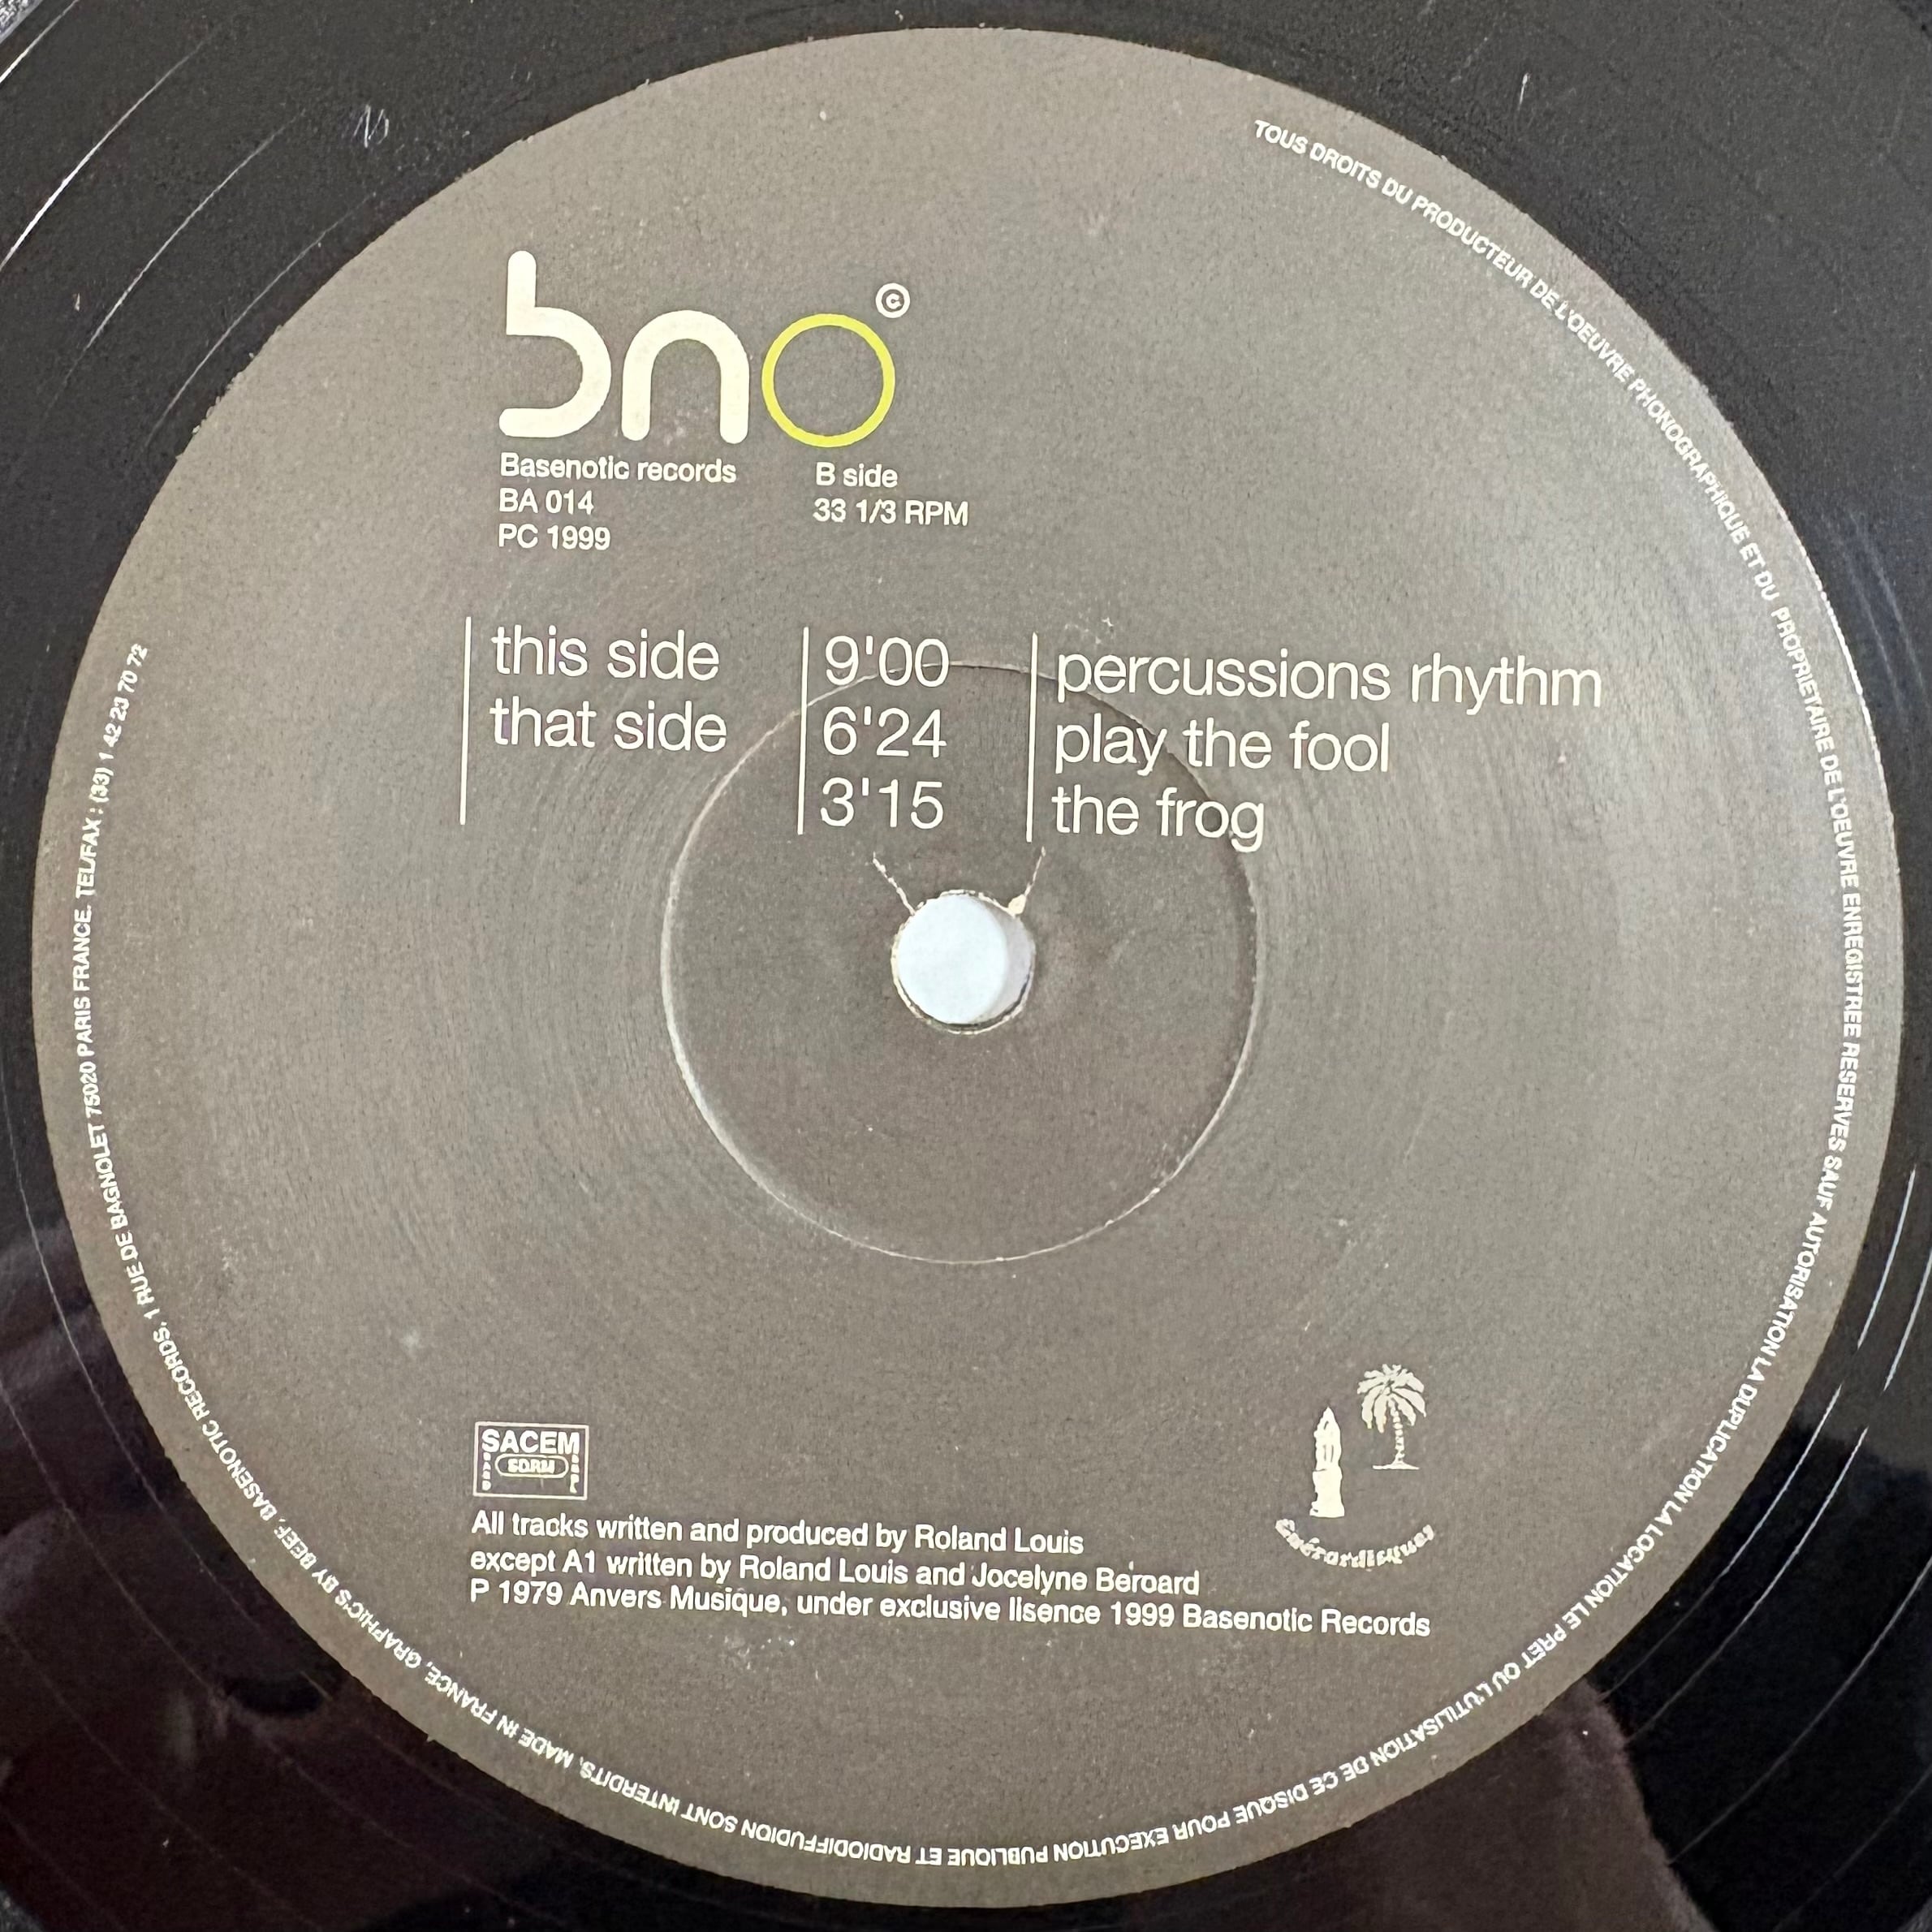 bno ©
Basenotic records
BA 014
PC 1999
B side
33 1/3 RPM
this side
that side
9'00
6'24
3'15
percussions rhythm
play the fool
the frog
SACEM
SDRM
All tracks written and produced by Roland Louis
except A1 written by Roland Louis and Jocelyne Beroard
P 1979 Anvers Musique, under exclusive lisence 1999 Basenotic Records
TOUS DROITS DU PRODUCTEUR DE L'OEUVRE PHONOGRAPHIQUE ET DU PROPRIETAIRE DE L'OEUVRE ENREGISTREE RESERVES SAUF AUTORISATION LA DUPLICATION LA LOCATION LE PRET OU L'UTILISATION DE CE DISQUE POUR EXECUTION PUBLIQUE ET RADIODIFFUDION SONT INTERDITS. MADE IN FRANCE, GRAPHIC'S BY BEEF, BASENOTIC RECORDS, 1 RUE DE BAGNOLET 75020 PARIS FRANCE. TEL/FAX : (33) 1 42 23 70 72